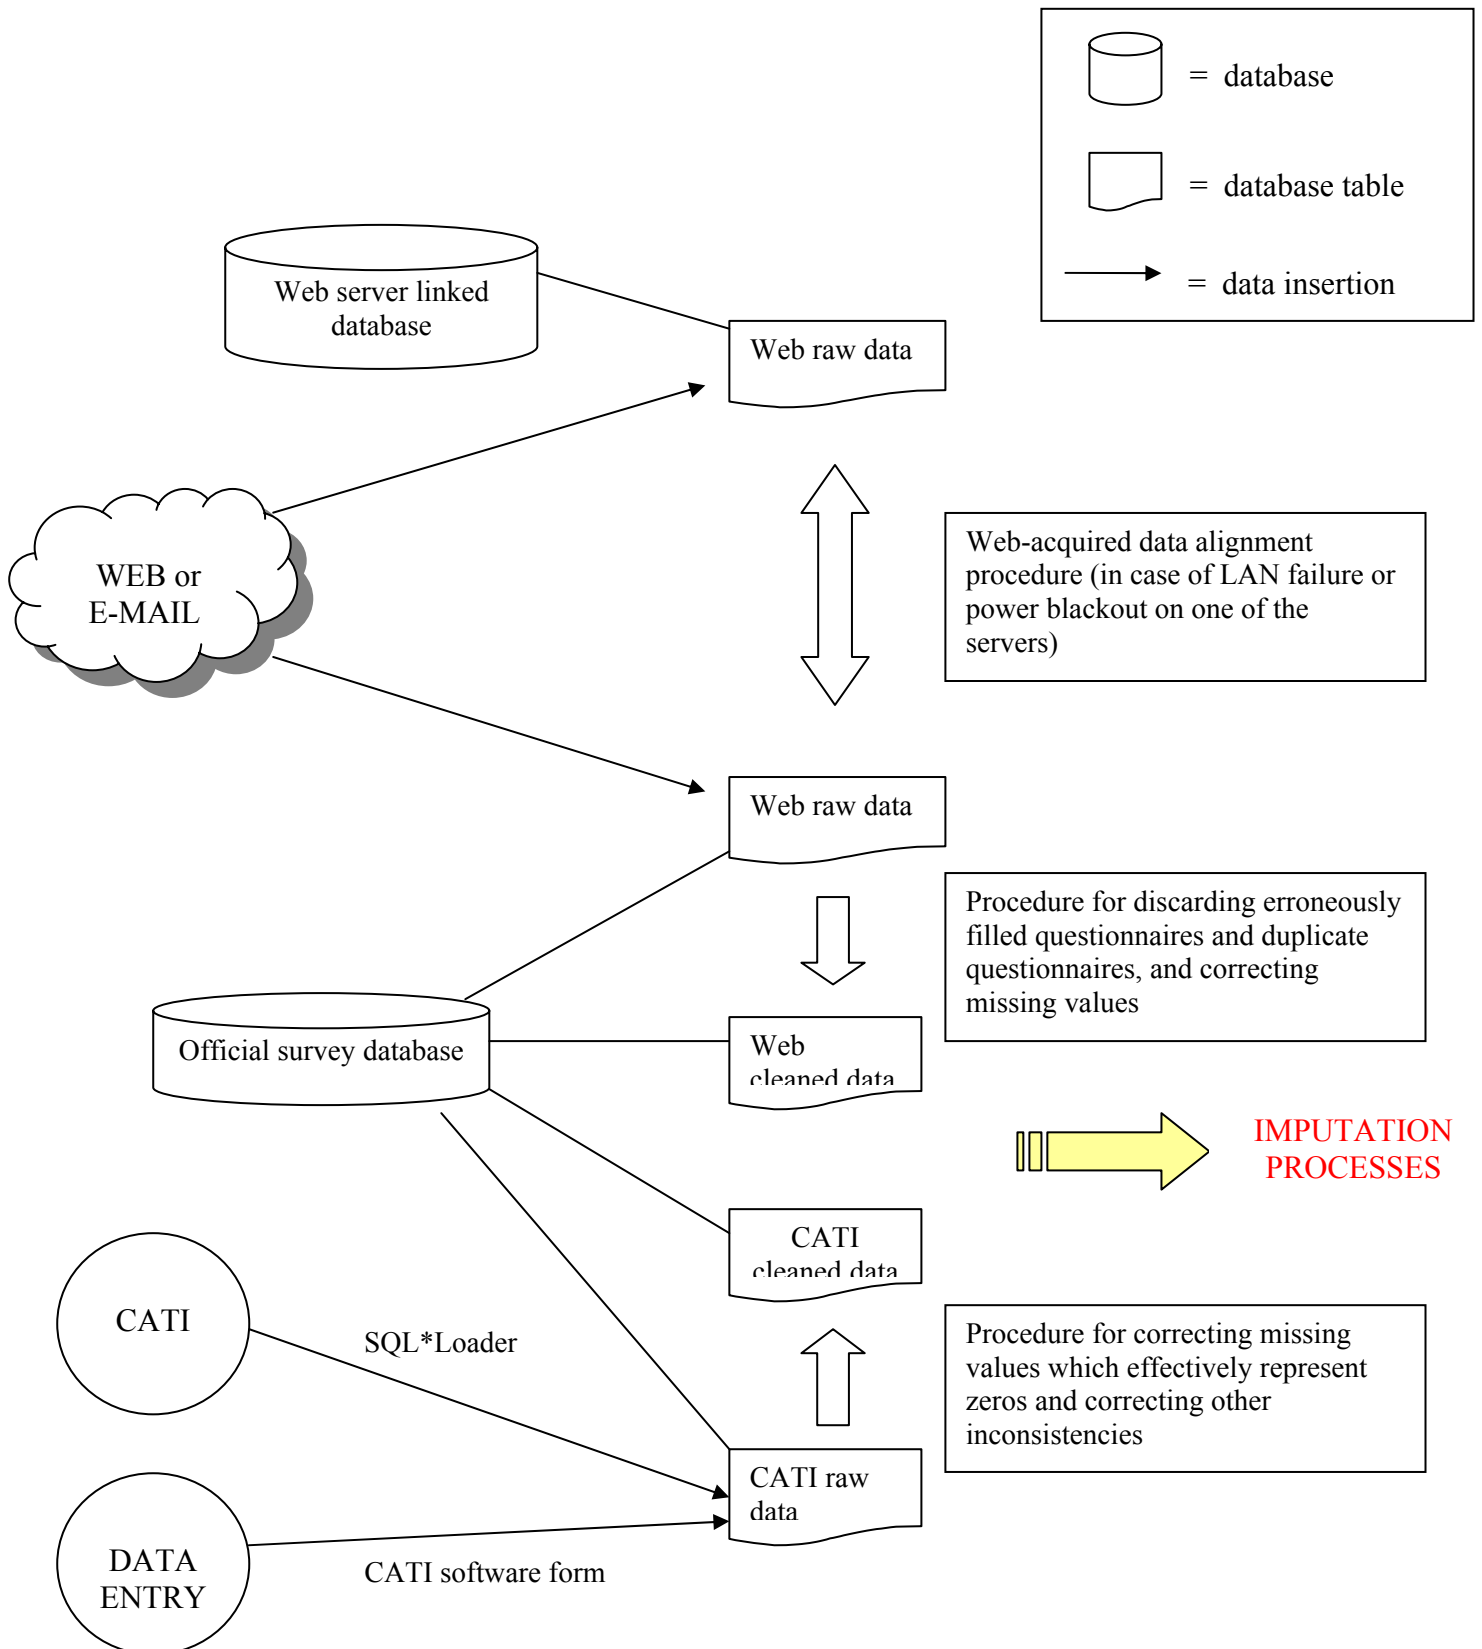 = database
= database table
= data insertion
Web server linked
database
Web raw data
WEB or
E-MAIL
Web-acquired data alignment
procedure (in case of LAN failure or
power blackout on one of the
servers)
Web raw data
Procedure for discarding erroneously
filled questionnaires and duplicate
questionnaires, and correcting
missing values
Official survey database
Web
cleaned data
IMPUTATION
PROCESSES
CATI
cleaned data
CATI
SQL*Loader
Procedure for correcting missing
values which effectively represent
zeros and correcting other
inconsistencies
CATI raw
data
DATA
ENTRY
CATI software form